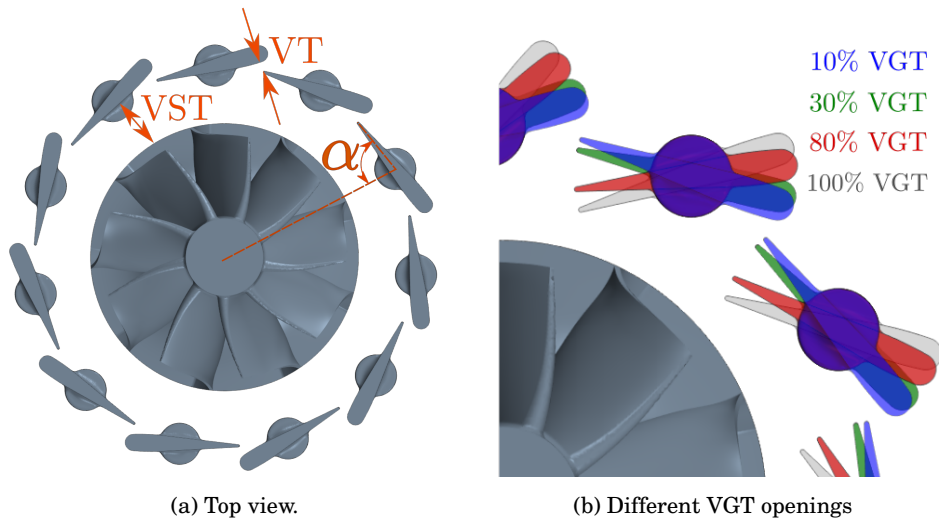 VT
VST
α
10% VGT
30% VGT
80% VGT
100% VGT
(a) Top view.
(b) Different VGT openings